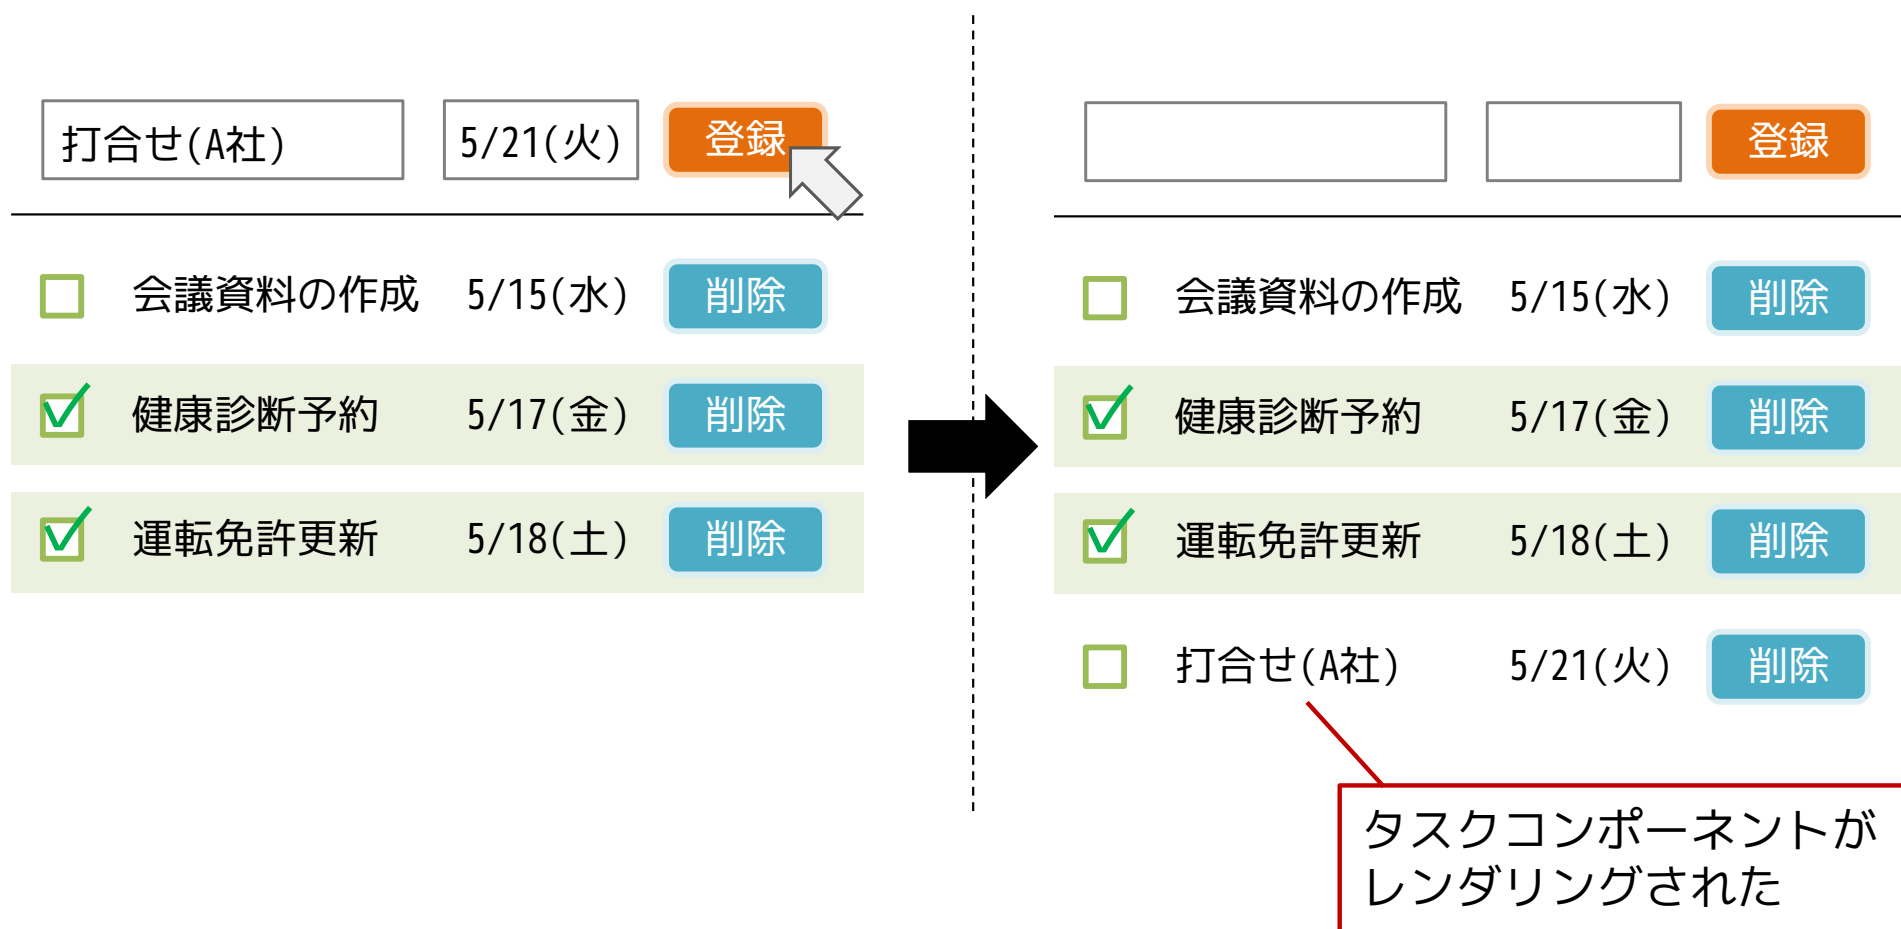 打合せ(A社) 5/21(火) 登録
会議資料の作成 5/15(水) 削除
健康診断予約 5/17(金) 削除
運転免許更新 5/18(土) 削除
登録
会議資料の作成 5/15(水) 削除
健康診断予約 5/17(金) 削除
運転免許更新 5/18(土) 削除
打合せ(A社) 5/21(火) 削除
タスクコンポーネントが
レンダリングされた